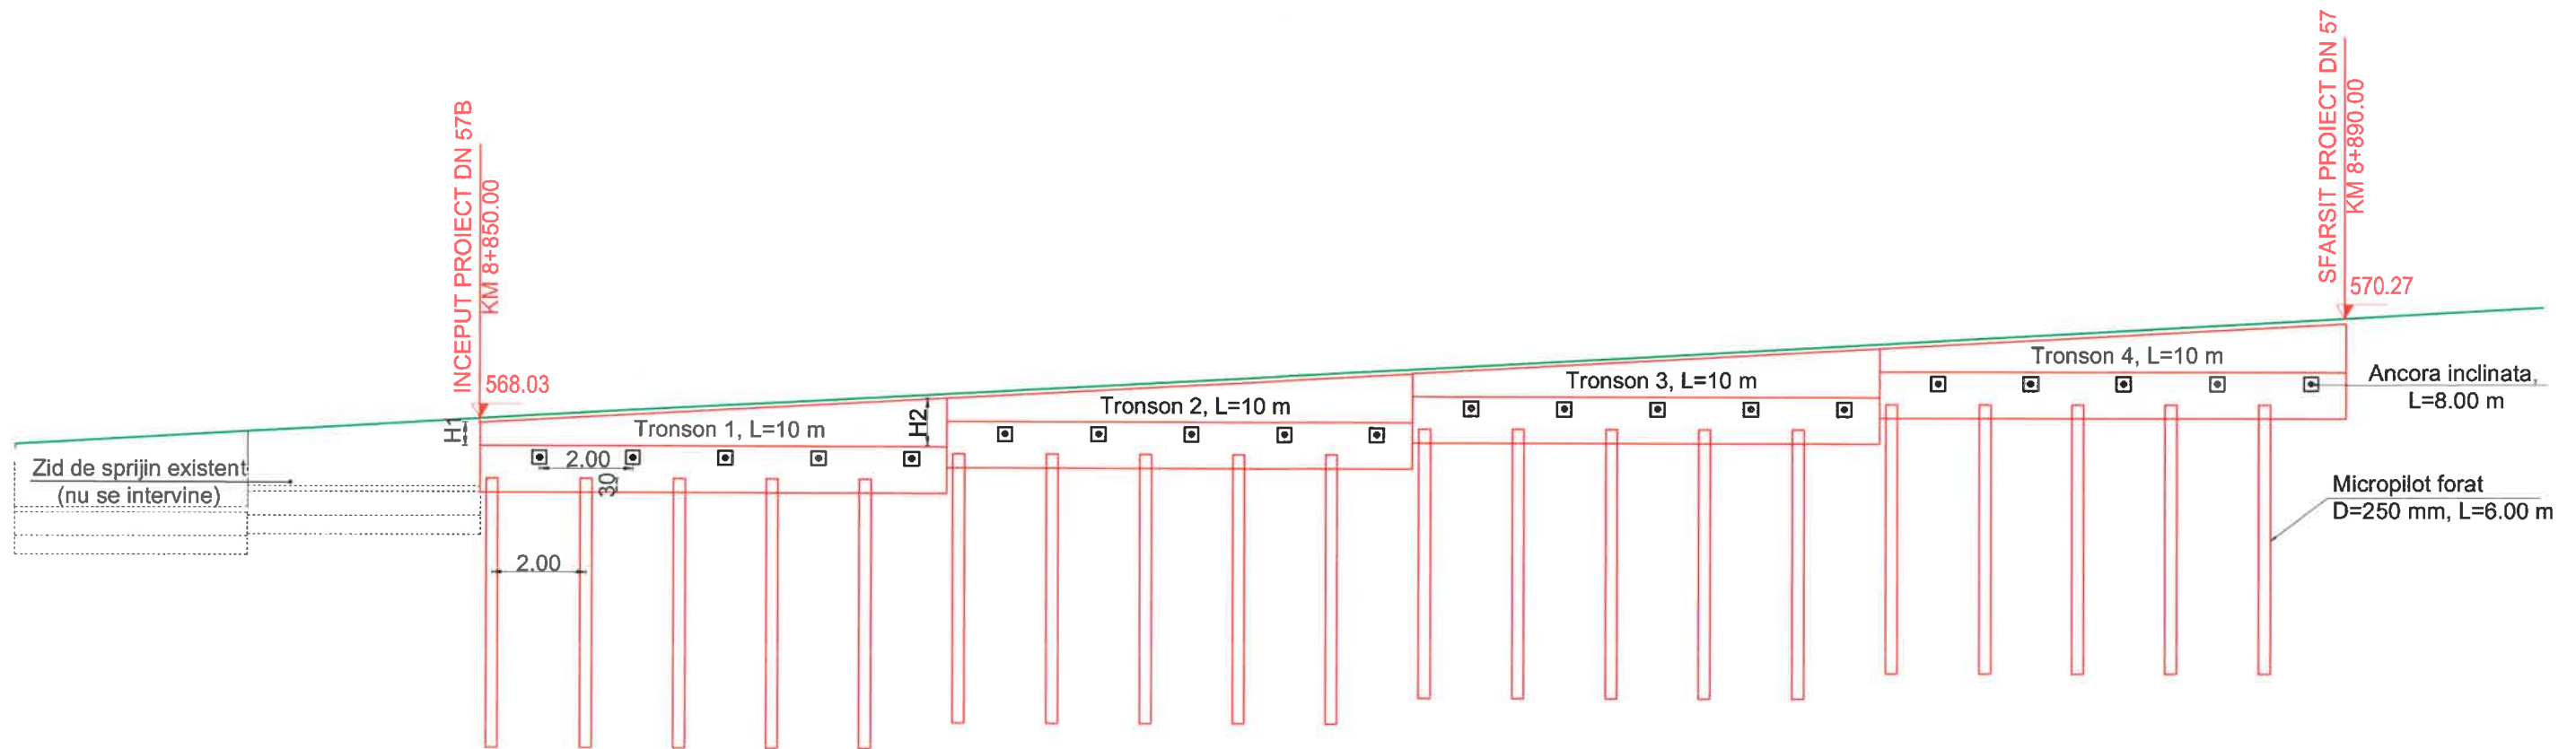 INCEPUT PROIECT DN 57B
KM 8+850.00
568.03
SFARSIT PROIECT DN 57
KM 8+890.00
570.27
H1
H2
Tronson 1, L=10 m
Tronson 2, L=10 m
Tronson 3, L=10 m
Tronson 4, L=10 m
Ancora inclinata,
L=8.00 m
Zid de sprijin existent
(nu se intervine)
2.00
30
2.00
Micropilot forat
D=250 mm, L=6.00 m